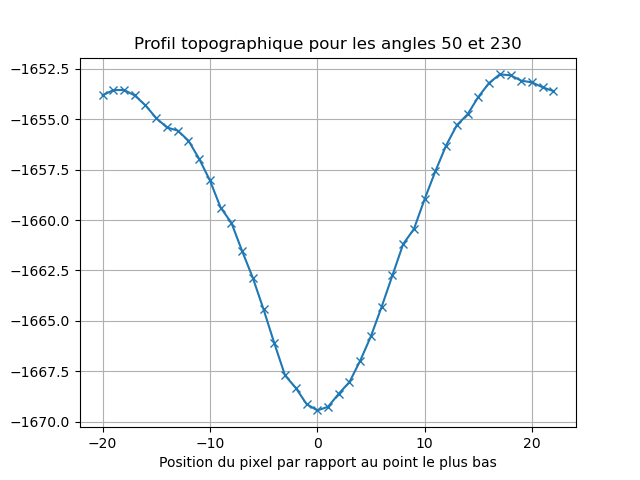 Profil topographique pour les angles 50 et 230
−1652.5
−1655.0
−1657.5
−1660.0
−1662.5
−1665.0
−1667.5
−1670.0
−20 −10 0 10 20
Position du pixel par rapport au point le plus bas